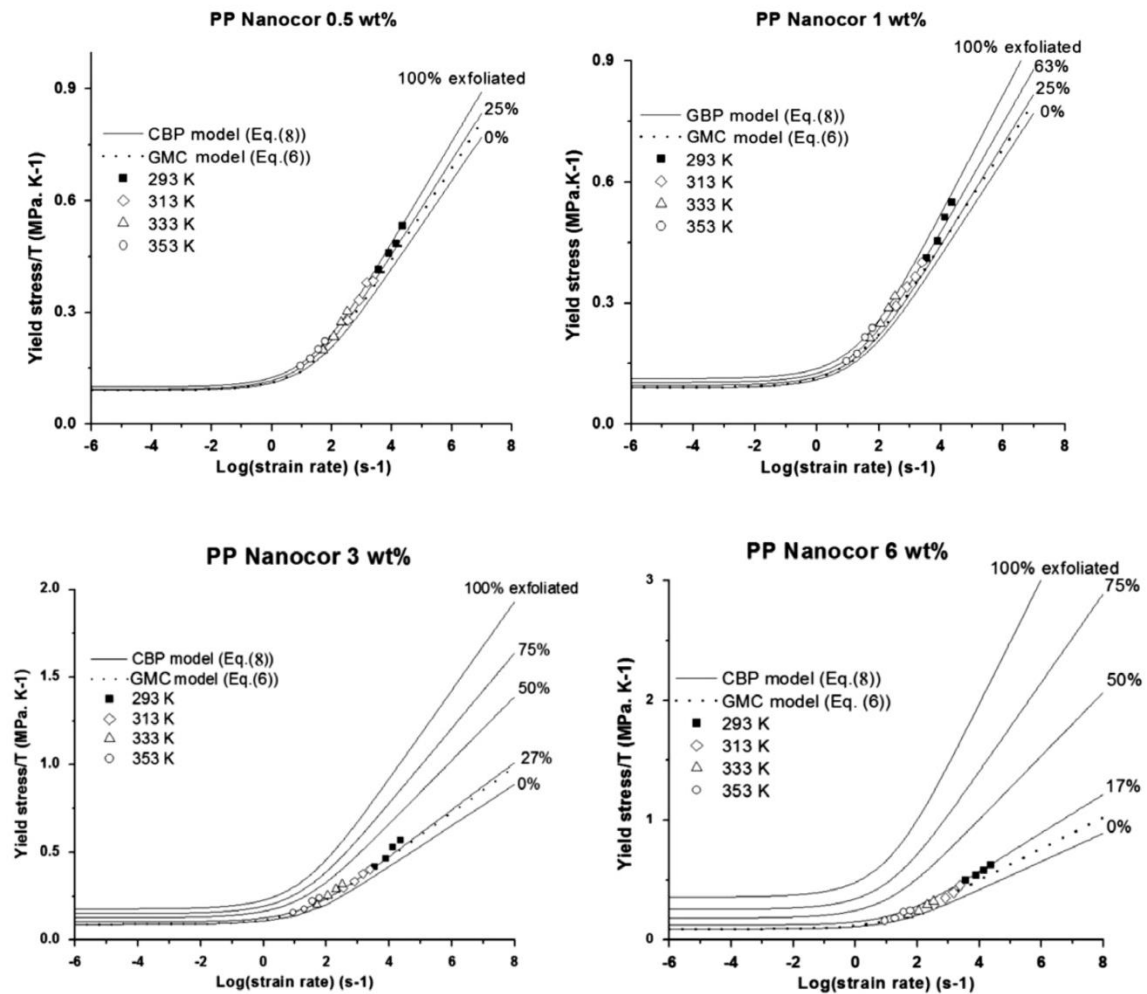 PP Nanocor 0.5 wt%
Yield stress/T (MPa. K-1)
0.9
0.6
0.3
0.0
100% exfoliated
25%
0%
CBP model (Eq.(8))
GMC model (Eq.(6))
293 K
313 K
333 K
353 K
-6 -4 -2 0 2 4 6 8
Log(strain rate) (s-1)
PP Nanocor 1 wt%
Yield stress (MPa.K-1)
0.9
0.6
0.3
0.0
100% exfoliated
63%
25%
0%
GBP model (Eq.(8))
GMC model (Eq.(6))
293 K
313 K
333 K
353 K
-6 -4 -2 0 2 4 6 8
Log(strain rate) (s-1)
PP Nanocor 3 wt%
Yield stress/T (MPa. K-1)
2.0
1.5
1.0
0.5
0.0
100% exfoliated
75%
50%
27%
0%
CBP model (Eq.(8))
GMC model (Eq.(6))
293 K
313 K
333 K
353 K
-6 -4 -2 0 2 4 6 8
Log(strain rate) (s-1)
PP Nanocor 6 wt%
Yield stress/T (MPa. K-1)
3
2
1
0
100% exfoliated
75%
50%
17%
0%
CBP model (Eq.(8))
GMC model (Eq. (6))
293 K
313 K
333 K
353 K
-6 -4 -2 0 2 4 6 8
Log(strain rate) (s-1)